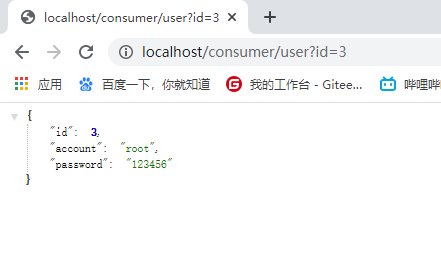 localhost/consumer/user?id=3
localhost/consumer/user?id=3
应用 百度一下，你就知道 我的工作台 - Gitee... 哔哩哔
{
"id": 3,
"account": "root",
"password": "123456"
}